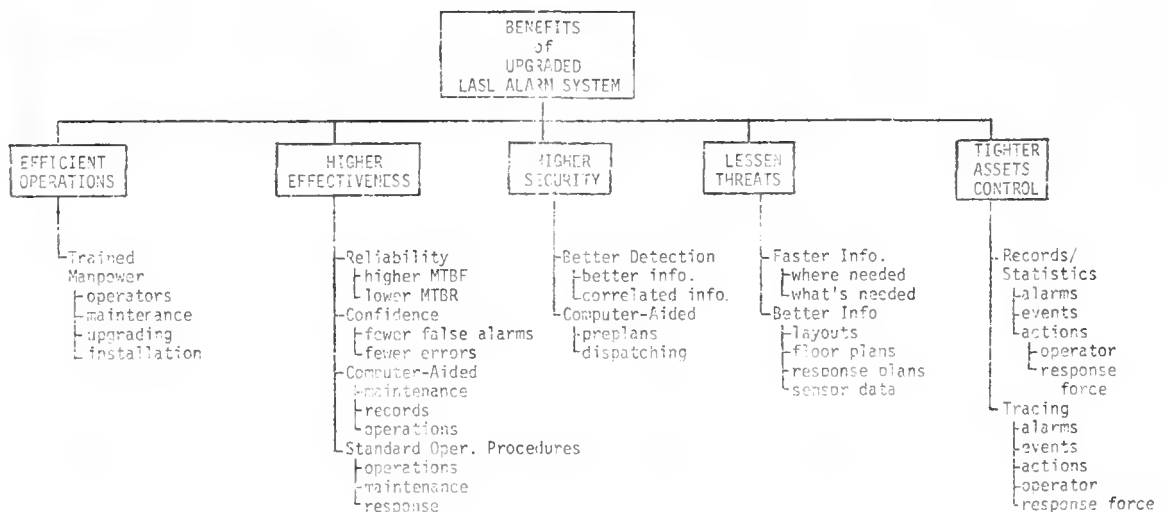 BENEFITS
of
UPGRADED
LASL ALARM SYSTEM
EFFICIENT
OPERATIONS
HIGHER
EFFECTIVENESS
HIGHER
SECURITY
LESSEN
THREATS
TIGHTER
ASSETS
CONTROL
Trained
Manpower
operators
maintenance
upgrading
installation
Reliability
higher MTBF
lower MTBR
Confidence
fewer false alarms
fewer errors
Computer-Aided
maintenance
records
operations
Standard Oper. Procedures
operations
maintenance
response
Better Detection
better info.
correlated info.
Computer-Aided
preplans
dispatching
Faster Info.
where needed
what's needed
Better Info
layouts
floor plans
response plans
sensor data
Records/
Statistics
alarms
events
actions
operator
response
force
Tracing
alarms
events
actions
operator
response force